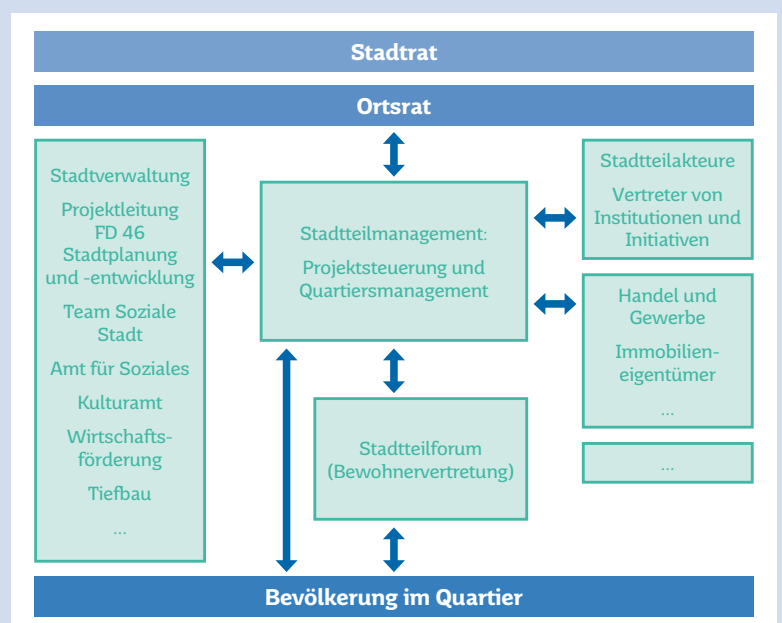 Stadtrat
Ortsrat
Stadtverwaltung
Projektleitung
FD 46
Stadtplanung
und -entwicklung
Team Soziale
Stadt
Amt für Soziales
Kulturamt
Wirtschafts-
förderung
Tiefbau
...
Stadtteilmanagement:
Projektsteuerung und
Quartiersmanagement
Stadtteilforum
(Bewohnervertretung)
Stadtteilakteure
Vertreter von
Institutionen und
Initiativen
Handel und
Gewerbe
Immobilien-
eigentümer
...
...
Bevölkerung im Quartier